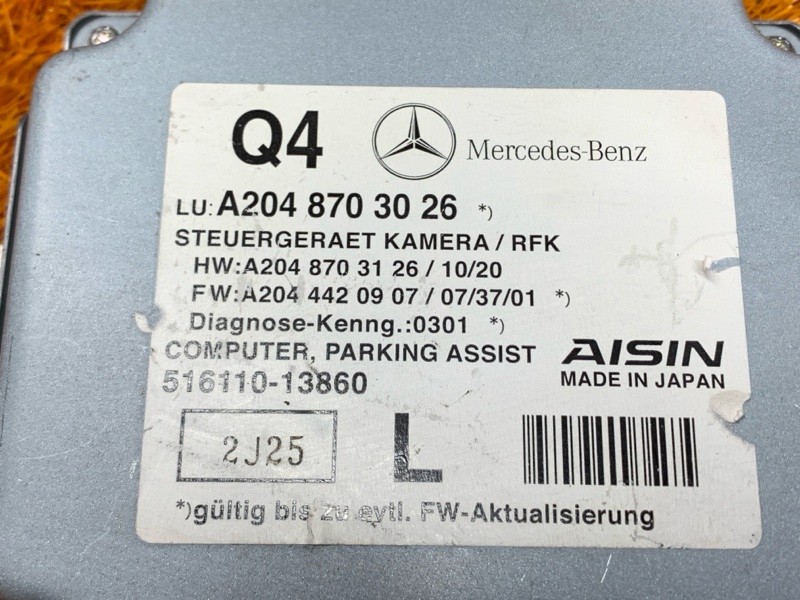 Q4 Mercedes-Benz
LU: A204 870 30 26 *)
STEUERGERAET KAMERA / RFK
HW:A204 870 31 26 / 10/20
FW:A204 442 09 07 / 07/37/01 *)
Diagnose-Kenng.:0301 *)
COMPUTER, PARKING ASSIST AISIN
516110-13860 MADE IN JAPAN
2J25 L
*)gültig bis zu evtl. FW-Aktualisierung